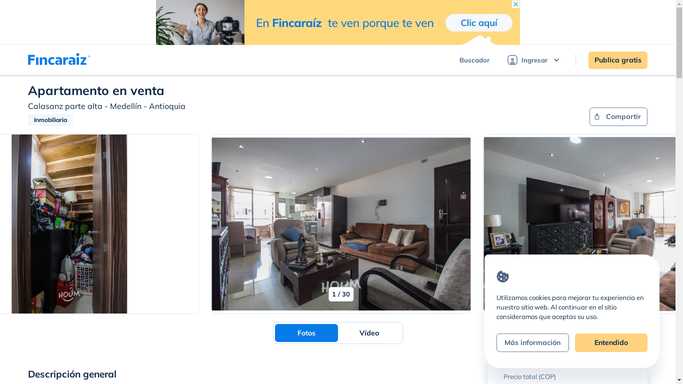 En Fincaraíz te ven porque te ven
Clic aquí
Fincaraiz
Buscador
Ingresar
Publica gratis
Apartamento en venta
Calasanz parte alta - Medellín - Antioquia
Inmobiliaria
Compartir
HOUM
HOUM
1 / 30
Fotos
Vídeo
Utilizamos cookies para mejorar tu experiencia en
nuestro sitio web. Al continuar en el sitio
consideramos que aceptas su uso.
Más información
Entendido
Descripción general
Precio total (COP)